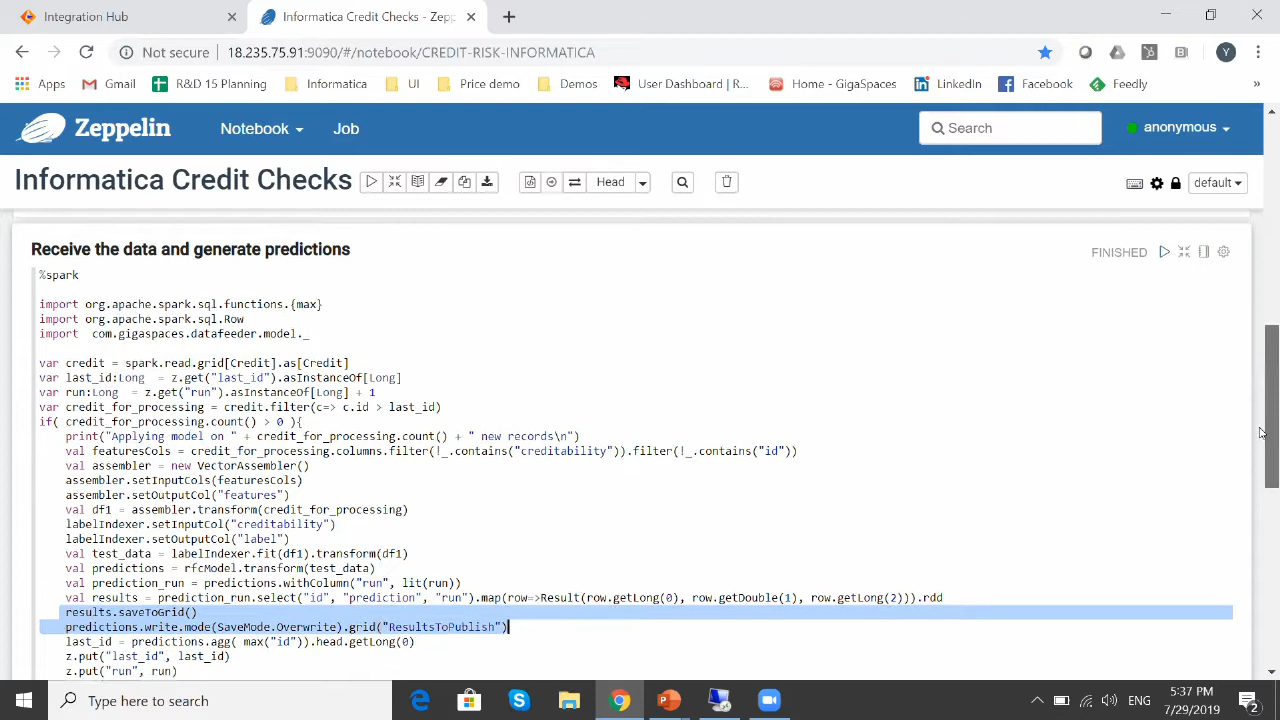 Integration Hub
Informatica Credit Checks - Zepp
Not secure
18.235.75.91:9090/#/notebook/CREDIT-RISK-INFORMATICA
Y
Apps
Gmail
R&D 15 Planning
Informatica
UI
Price demo
Demos
User Dashboard | R...
Home - GigaSpaces
LinkedIn
Facebook
Feedly
»
Zeppelin
Notebook
Job
Search
anonymous
Informatica Credit Checks
Head
default
Receive the data and generate predictions
FINISHED
%spark
import org.apache.spark.sql.functions.{max}
import org.apache.spark.sql.Row
import  com.gigaspaces.datafeeder.model._
var credit = spark.read.grid[Credit].as[Credit]
var last_id:Long  = z.get("last_id").asInstanceOf[Long]
var run:Long  = z.get("run").asInstanceOf[Long] + 1
var credit_for_processing = credit.filter(c=> c.id > last_id)
if( credit_for_processing.count() > 0 ){
print("Applying model on " + credit_for_processing.count() + " new records\n")
val featuresCols = credit_for_processing.columns.filter(!_.contains("creditability")).filter(!_.contains("id"))
val assembler = new VectorAssembler()
assembler.setInputCols(featuresCols)
assembler.setOutputCol("features")
val df1 = assembler.transform(credit_for_processing)
labelIndexer.setInputCol("creditability")
labelIndexer.setOutputCol("label")
val test_data = labelIndexer.fit(df1).transform(df1)
val predictions = rfcModel.transform(test_data)
val prediction_run = predictions.withColumn("run", lit(run))
val results = prediction_run.select("id", "prediction", "run").map(row=>Result(row.getLong(0), row.getDouble(1), row.getLong(2))).rdd
results.saveToGrid()
predictions.write.mode(SaveMode.Overwrite).grid("ResultsToPublish")
last_id = predictions.agg( max("id")).head.getLong(0)
z.put("last_id", last_id)
z.put("run", run)
Type here to search
ENG
5:37 PM
7/29/2019
2